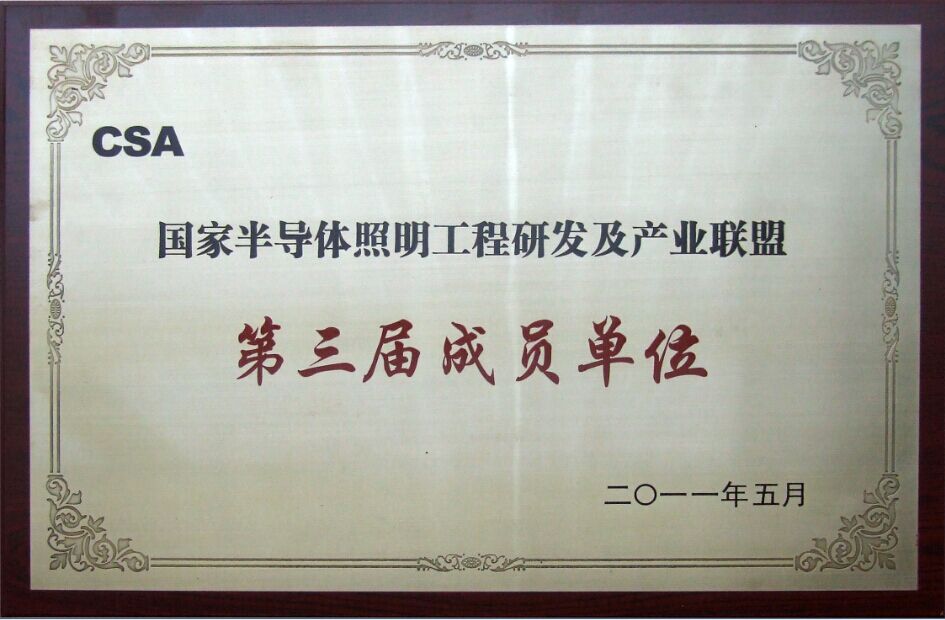 CSA
国家半导体照明工程研发及产业联盟
第三届成员单位
二〇一一年五月